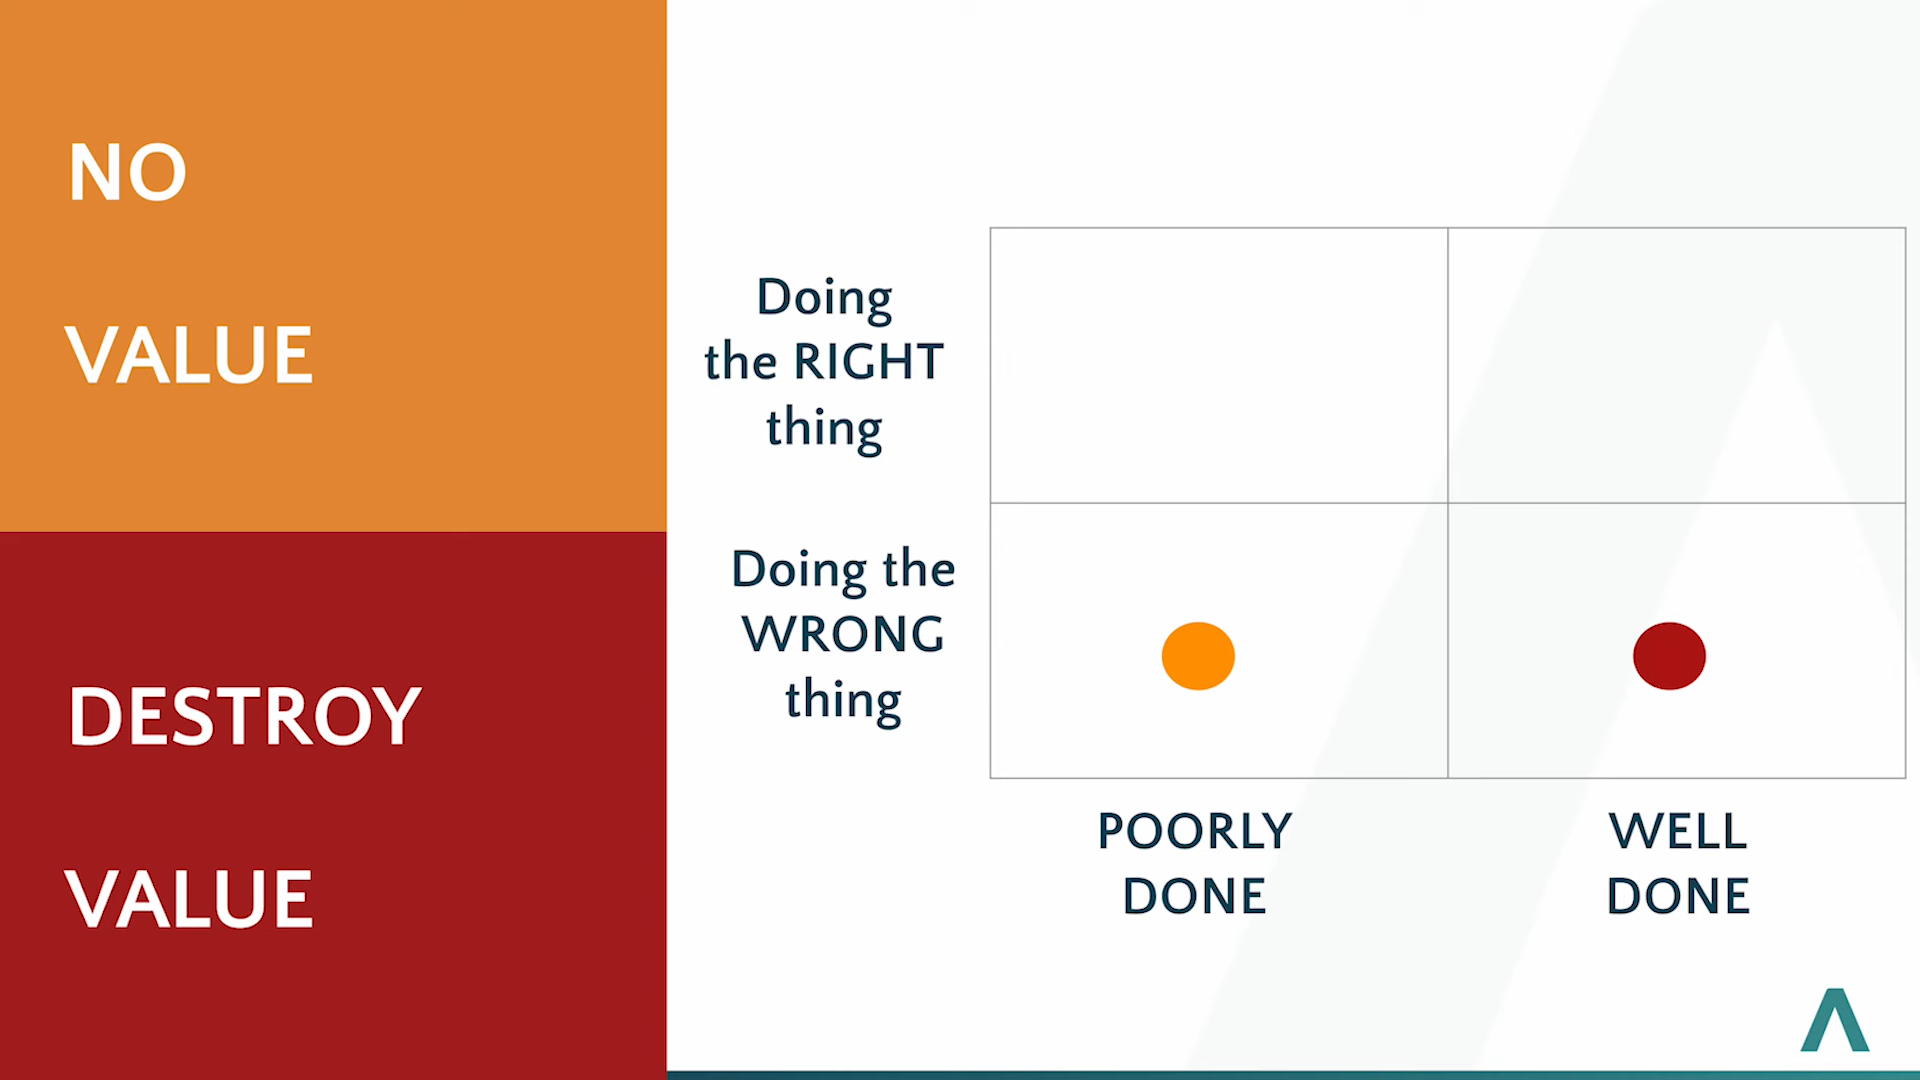 NO
VALUE
DESTROY
VALUE
Doing
the RIGHT
thing
Doing the
WRONG
thing
POORLY
DONE
WELL
DONE